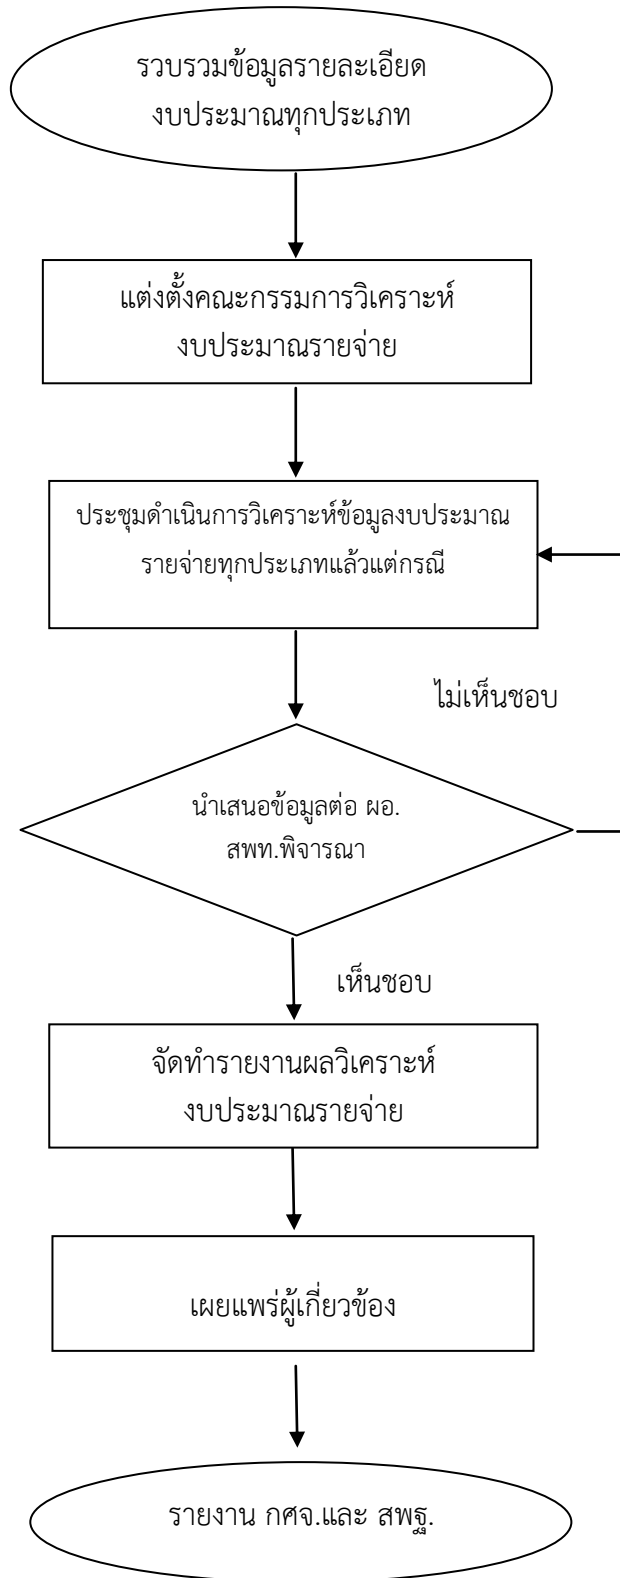 รวบรวมข้อมูลรายละเอียด
งบประมาณทุกประเภท
แต่งตั้งคณะกรรมการวิเคราะห์
งบประมาณรายจ่าย
ประชุมดำเนินการวิเคราะห์ข้อมูลงบประมาณ
รายจ่ายทุกประเภทแล้วแต่กรณี
ไม่เห็นชอบ
นำเสนอข้อมูลต่อ ผอ.
สพท.พิจารณา
เห็นชอบ
จัดทำรายงานผลวิเคราะห์
งบประมาณรายจ่าย
เผยแพร่ผู้เกี่ยวข้อง
รายงาน กศจ.และ สพฐ.